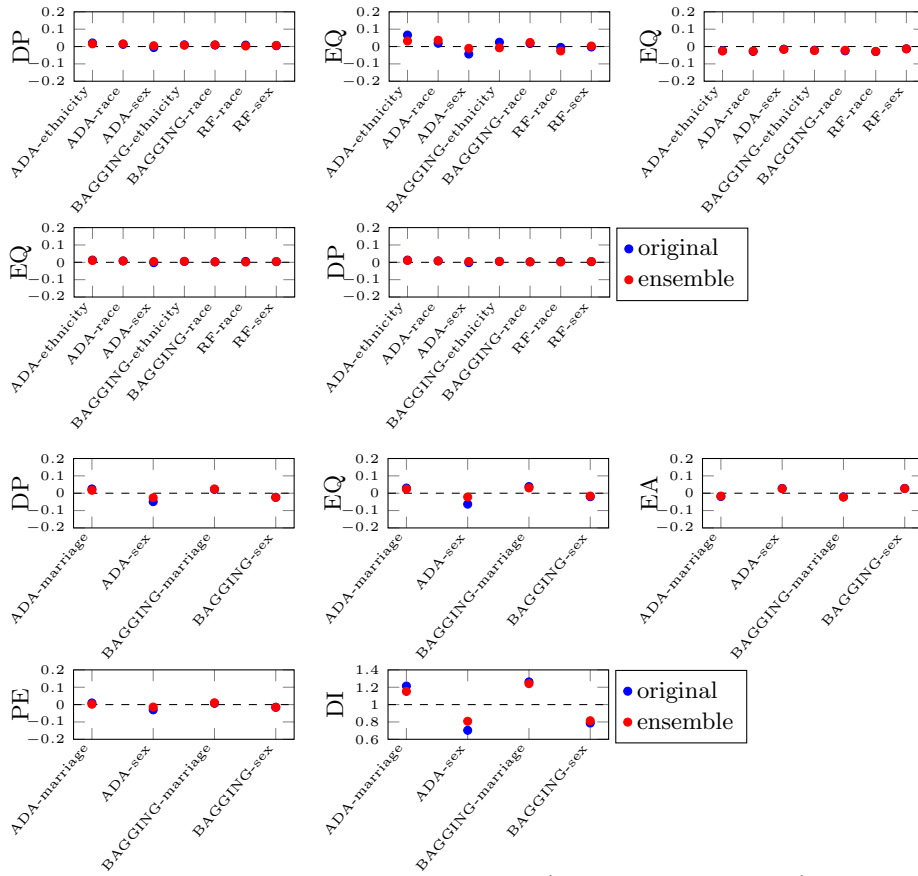 DP
0.2
0.1
0
−0.1
−0.2
ADA-ethnicity
ADA-race
ADA-sex
BAGGING-ethnicity
BAGGING-race
RF-race
RF-sex
EQ
0.2
0.1
0
−0.1
−0.2
ADA-ethnicity
ADA-race
ADA-sex
BAGGING-ethnicity
BAGGING-race
RF-race
RF-sex
EQ
0.2
0.1
0
−0.1
−0.2
ADA-ethnicity
ADA-race
ADA-sex
BAGGING-ethnicity
BAGGING-race
RF-race
RF-sex
EQ
0.2
0.1
0
−0.1
−0.2
ADA-ethnicity
ADA-race
ADA-sex
BAGGING-ethnicity
BAGGING-race
RF-race
RF-sex
DP
0.2
0.1
0
−0.1
−0.2
ADA-ethnicity
ADA-race
ADA-sex
BAGGING-ethnicity
BAGGING-race
RF-race
RF-sex
original
ensemble
DP
0.2
0.1
0
−0.1
−0.2
ADA-marriage
ADA-sex
BAGGING-marriage
BAGGING-sex
EQ
0.2
0.1
0
−0.1
−0.2
ADA-marriage
ADA-sex
BAGGING-marriage
BAGGING-sex
EA
0.2
0.1
0
−0.1
−0.2
ADA-marriage
ADA-sex
BAGGING-marriage
BAGGING-sex
PE
0.2
0.1
0
−0.1
−0.2
ADA-marriage
ADA-sex
BAGGING-marriage
BAGGING-sex
DI
1.4
1.2
1
0.8
0.6
ADA-marriage
ADA-sex
BAGGING-marriage
BAGGING-sex
original
ensemble